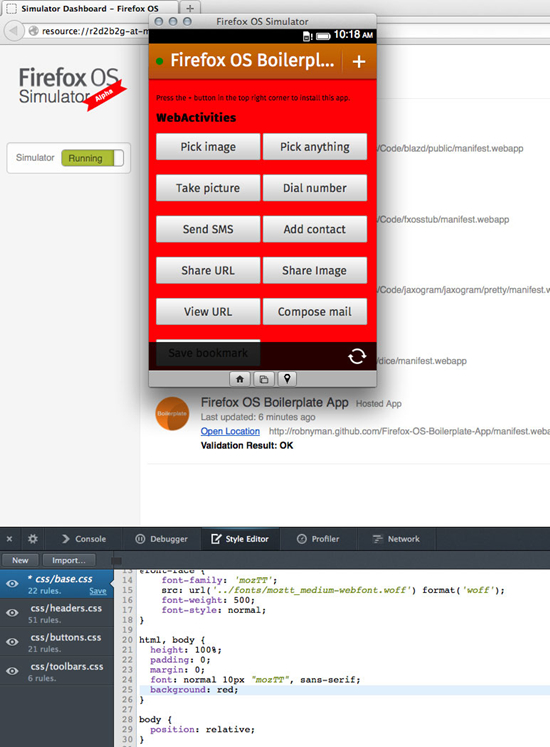 Simulator Dashboard – Firefox OS
resource://r2d2b2g-at-m
Firefox OS
Simulator
Alpha
Simulator Running
Firefox OS Simulator
10:18 AM
Firefox OS Boilerpl... +
Press the + button in the top right corner to install this app.
WebActivities
Pick image Pick anything
Take picture Dial number
Send SMS Add contact
Share URL Share Image
View URL Compose mail
Save bookmark
/Code/blazd/public/manifest.webapp
/Code/fxosstub/manifest.webapp
/Code/jaxogram/jaxogram/pretty/manifest.w
/dice/manifest.webapp
Boilerplate
Firefox OS Boilerplate App Hosted App
Last updated: 6 minutes ago
Open Location http://robnyman.github.com/Firefox-OS-Boilerplate-App/manifest.weba
Validation Result: OK
Console Debugger Style Editor Profiler Network
New Import...
* css/base.css
22 rules. Save
css/headers.css
51 rules.
css/buttons.css
21 rules.
css/toolbars.css
6 rules.
13 @font-face {
14 font-family: 'mozTT';
15 src: url('../fonts/moztt_medium-webfont.woff') format('woff');
16 font-weight: 500;
17 font-style: normal;
18 }
19
20 html, body {
21 height: 100%;
22 padding: 0;
23 margin: 0;
24 font: normal 10px "mozTT", sans-serif;
25 background: red;
26 }
27
28 body {
29 position: relative;
30 }